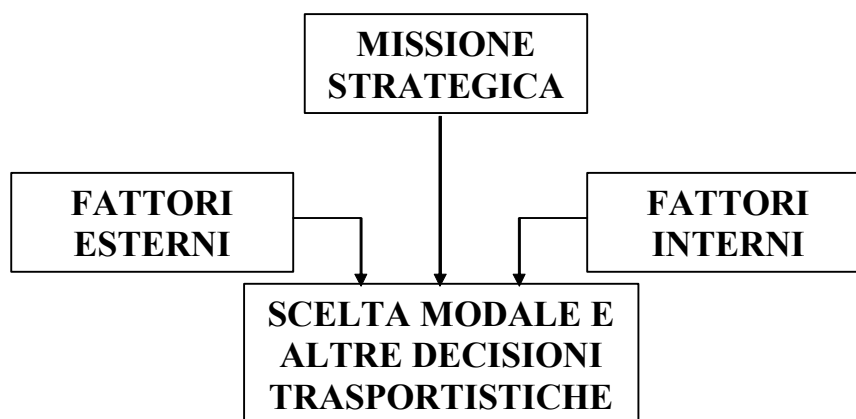 MISSIONE
STRATEGICA
FATTORI
ESTERNI
FATTORI
INTERNI
SCELTA MODALE E
ALTRE DECISIONI
TRASPORTISTICHE